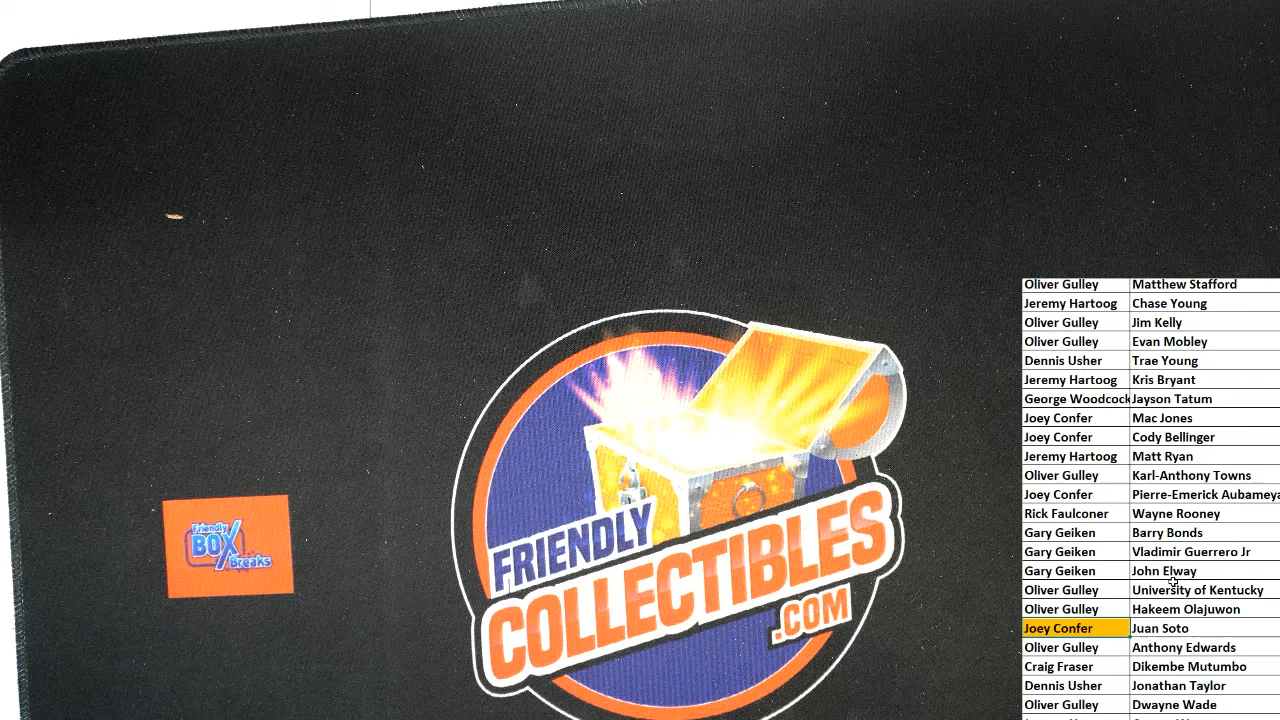 Friendly
BOX
Breaks
FRIENDLY
COLLECTIBLES
.COM
Oliver Gulley Matthew Stafford
Jeremy Hartoog Chase Young
Oliver Gulley Jim Kelly
Oliver Gulley Evan Mobley
Dennis Usher Trae Young
Jeremy Hartoog Kris Bryant
George Woodcock Jayson Tatum
Joey Confer Mac Jones
Joey Confer Cody Bellinger
Jeremy Hartoog Matt Ryan
Oliver Gulley Karl-Anthony Towns
Joey Confer Pierre-Emerick Aubameya
Rick Faulconer Wayne Rooney
Gary Geiken Barry Bonds
Gary Geiken Vladimir Guerrero Jr
Gary Geiken John Elway
Oliver Gulley University of Kentucky
Oliver Gulley Hakeem Olajuwon
Joey Confer Juan Soto
Oliver Gulley Anthony Edwards
Craig Fraser Dikembe Mutumbo
Dennis Usher Jonathan Taylor
Oliver Gulley Dwayne Wade